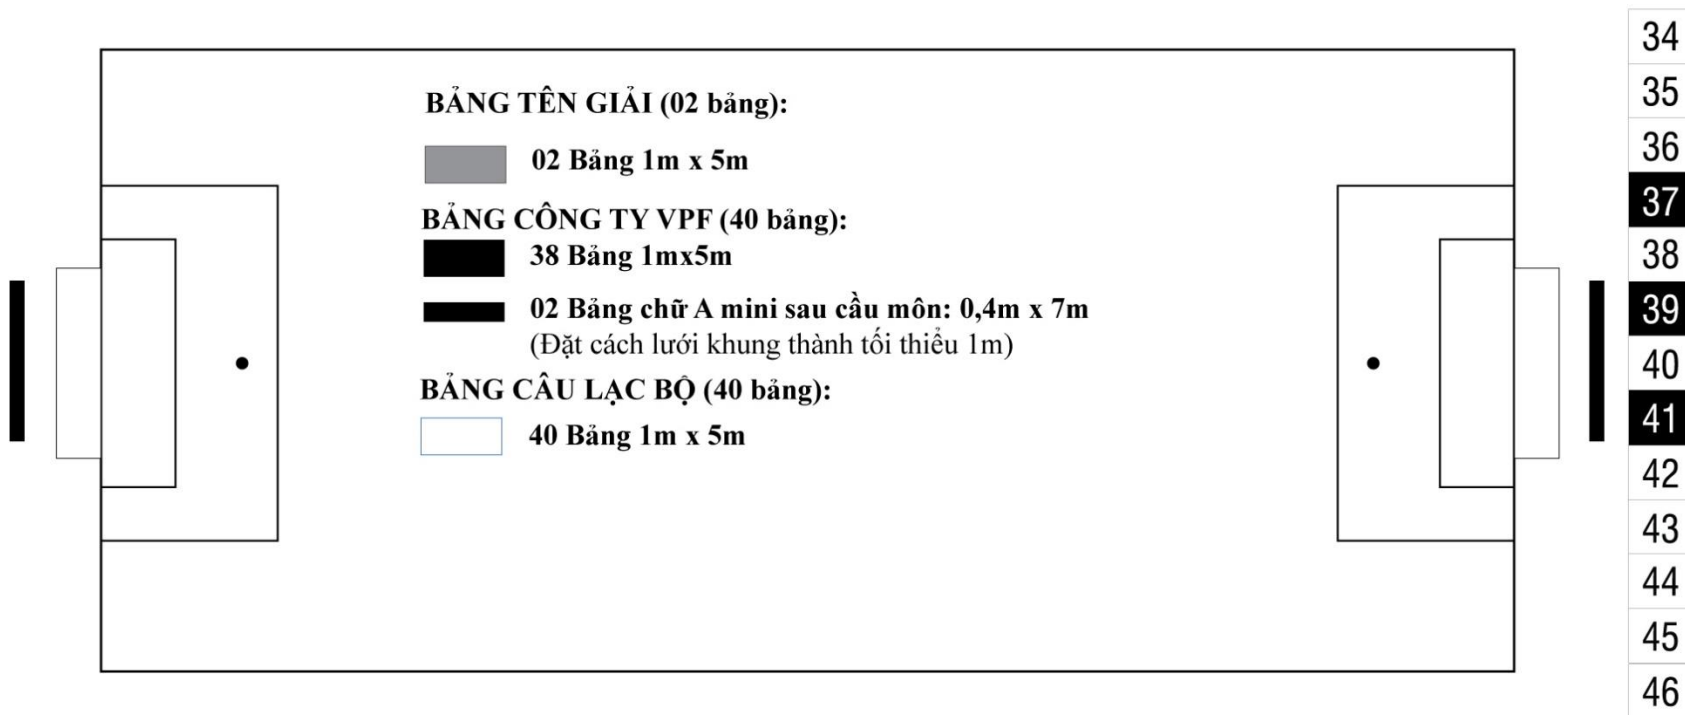 BẢNG TÊN GIẢI (02 bảng):
02 Bảng 1m x 5m
BẢNG CÔNG TY VPF (40 bảng):
38 Bảng 1mx5m
02 Bảng chữ A mini sau cầu môn: 0,4m x 7m
(Đặt cách lưới khung thành tối thiểu 1m)
BẢNG CÂU LẠC BỘ (40 bảng):
40 Bảng 1m x 5m
34
35
36
37
38
39
40
41
42
43
44
45
46